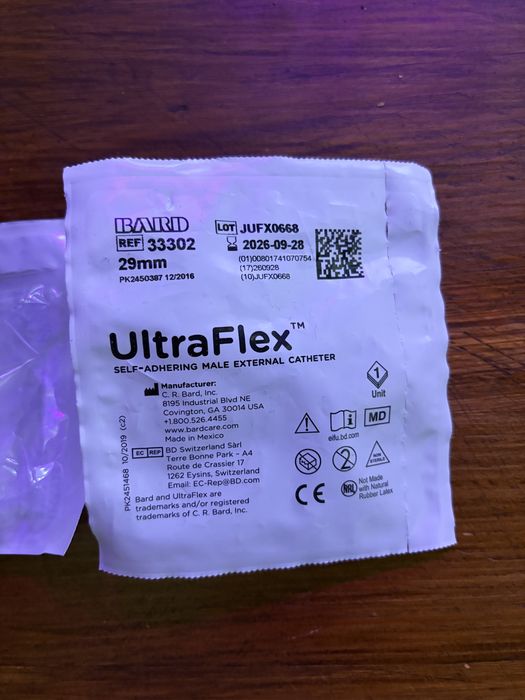 BARD
REF 33302
29mm
PK2450387 12/2016
LOT JUFX0668
2026-09-28
(01)00801741070754
(17)260928
(10)JUFX0668
UltraFlex™
SELF-ADHERING MALE EXTERNAL CATHETER
Manufacturer:
C. R. Bard, Inc.
8195 Industrial Blvd NE
Covington, GA 30014 USA
+1.800.526.4455
www.bardcare.com
Made in Mexico
EC REP BD Switzerland Sàrl
Terre Bonne Park – A4
Route de Crassier 17
1262 Eysins, Switzerland
Email: EC-Rep@BD.com
Bard and UltraFlex are
trademarks and/or registered
trademarks of C. R. Bard, Inc.
PK2451468 10/2019 (c2)
1
Unit
i
eifu.bd.com
MD
2
NON
STERILE
CE
NRL
Not Made
with Natural
Rubber Latex